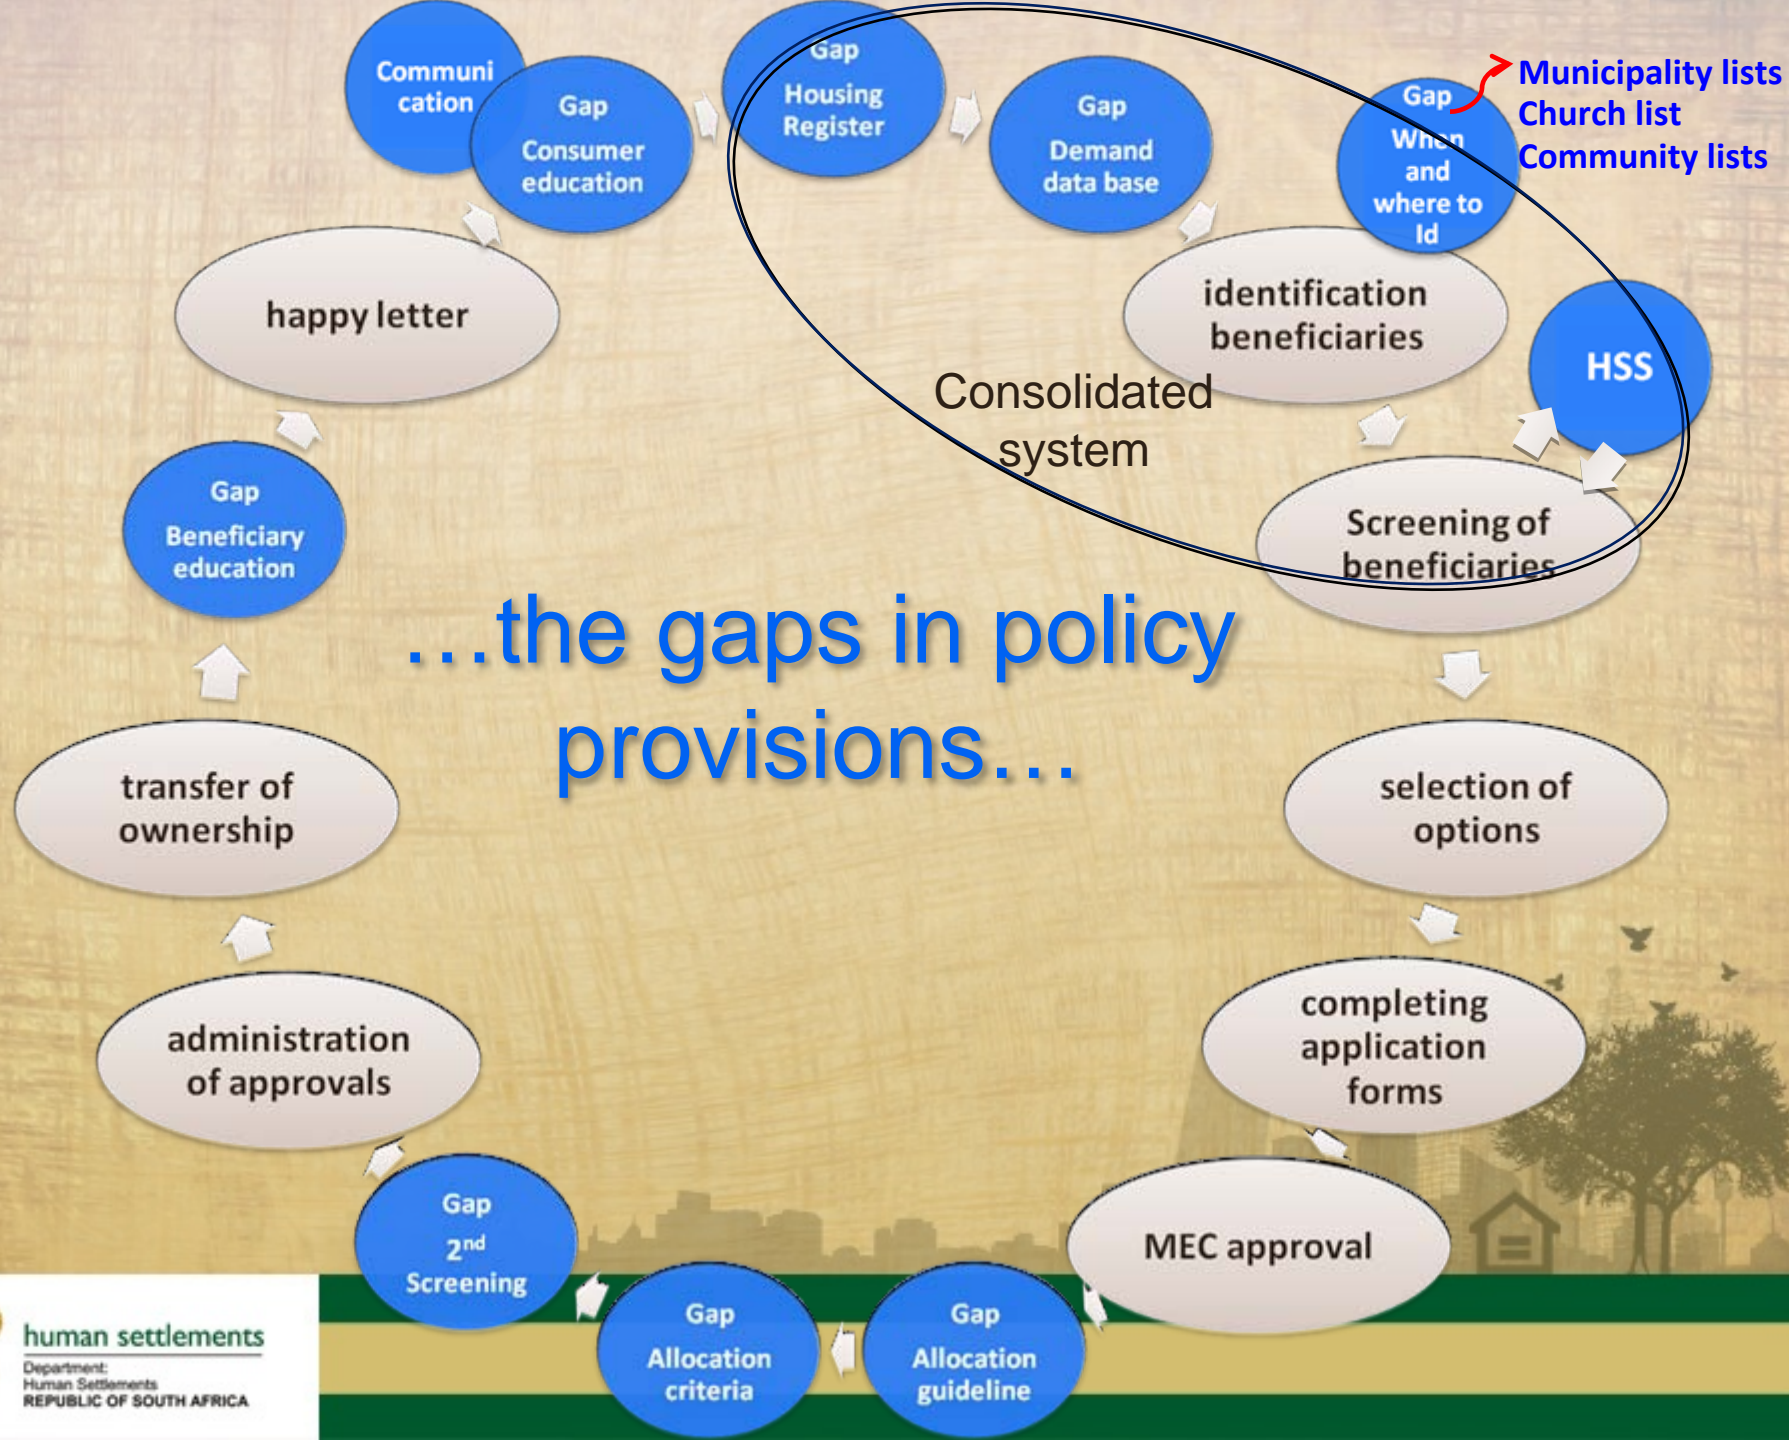 Communi
cation
Gap
Consumer
education
Gap
Housing
Register
Gap
Demand
data base
Gap
When
and
where to
Id
Municipality lists
Church list
Community lists
identification
beneficiaries
HSS
Consolidated
system
Screening of
beneficiaries
selection of
options
completing
application
forms
MEC approval
Gap
Allocation
guideline
Gap
Allocation
criteria
Gap
2nd
Screening
administration
of approvals
transfer of
ownership
Gap
Beneficiary
education
happy letter
…the gaps in policy
provisions…
human settlements
Department:
Human Settlements
REPUBLIC OF SOUTH AFRICA